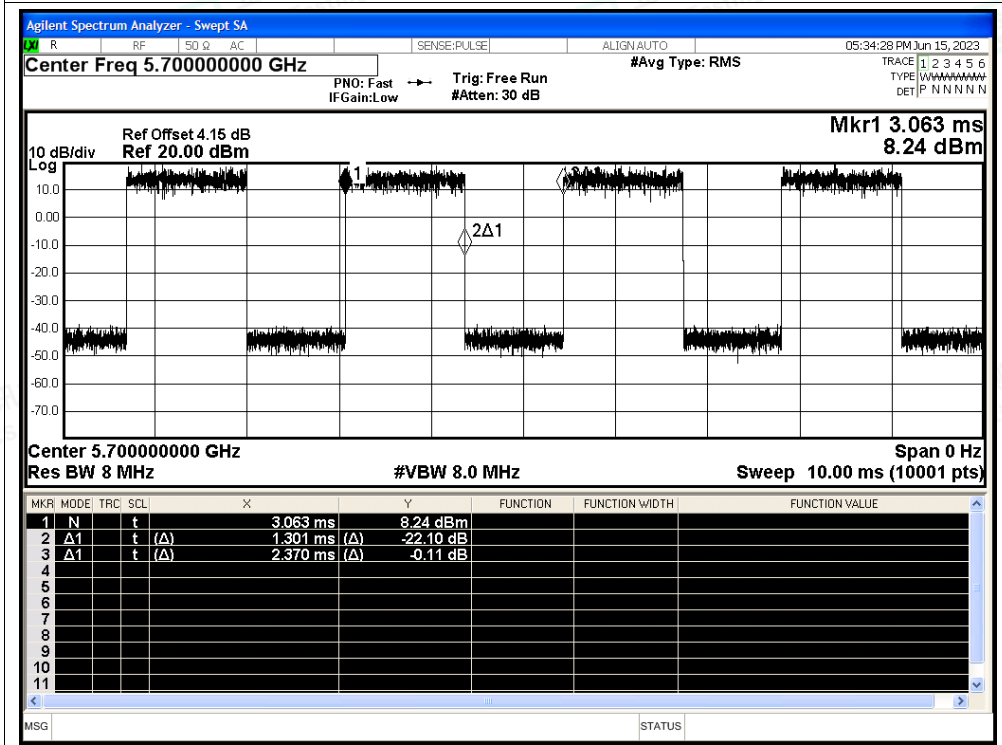 Agilent Spectrum Analyzer - Swept SA
LXI R RF 50 Ω AC SENSE:PULSE ALIGN AUTO 05:34:28 PM Jun 15, 2023
Center Freq 5.700000000 GHz #Avg Type: RMS TRACE 1 2 3 4 5 6
PNO: Fast Trig: Free Run TYPE W
IFGain:Low #Atten: 30 dB DET P N N N N N
Mkr1 3.063 ms
8.24 dBm
Ref Offset 4.15 dB
10 dB/div Ref 20.00 dBm
Log
10.0
0.00
-10.0
-20.0
-30.0
-40.0
-50.0
-60.0
-70.0
1
2Δ1
Center 5.700000000 GHz Span 0 Hz
Res BW 8 MHz #VBW 8.0 MHz Sweep 10.00 ms (10001 pts)
MKR MODE TRC SCL X Y FUNCTION FUNCTION WIDTH FUNCTION VALUE
1 N t 3.063 ms 8.24 dBm
2 Δ1 t (Δ) 1.301 ms (Δ) -22.10 dB
3 Δ1 t (Δ) 2.370 ms (Δ) -0.11 dB
4
5
6
7
8
9
10
11
MSG STATUS